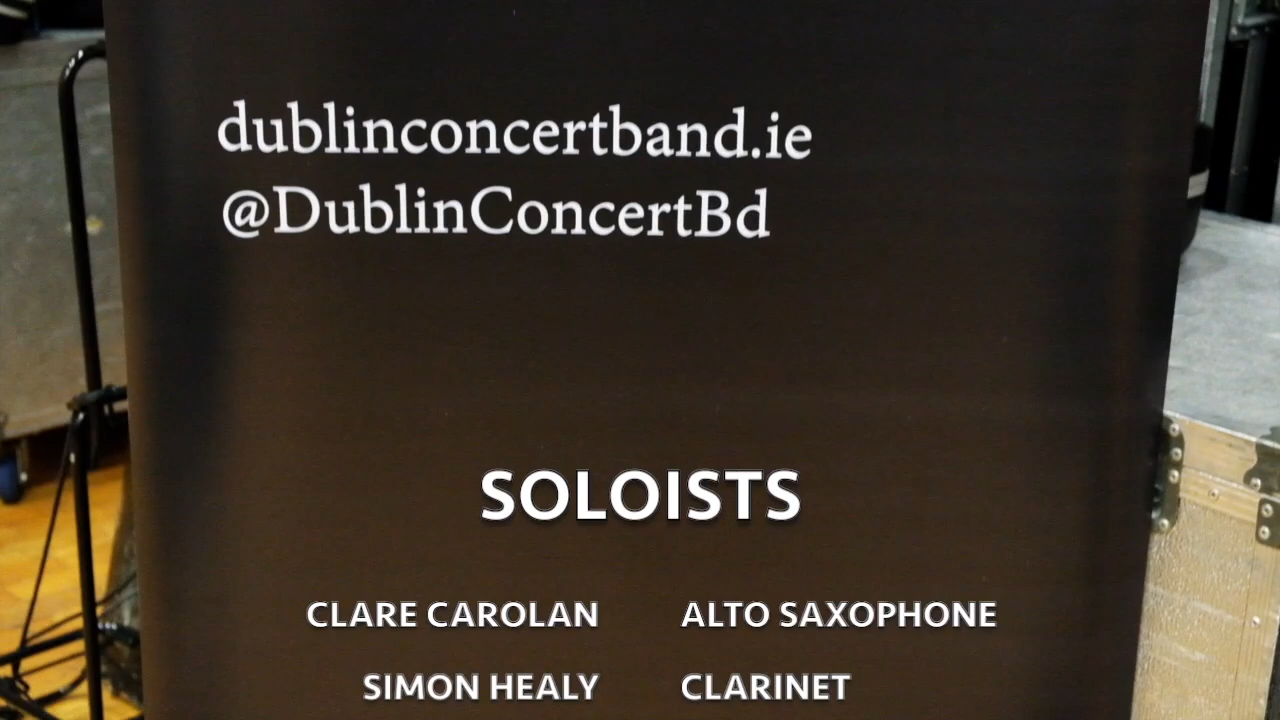 dublinconcertband.ie
@DublinConcertBd
SOLOISTS
CLARE CAROLAN ALTO SAXOPHONE
SIMON HEALY CLARINET